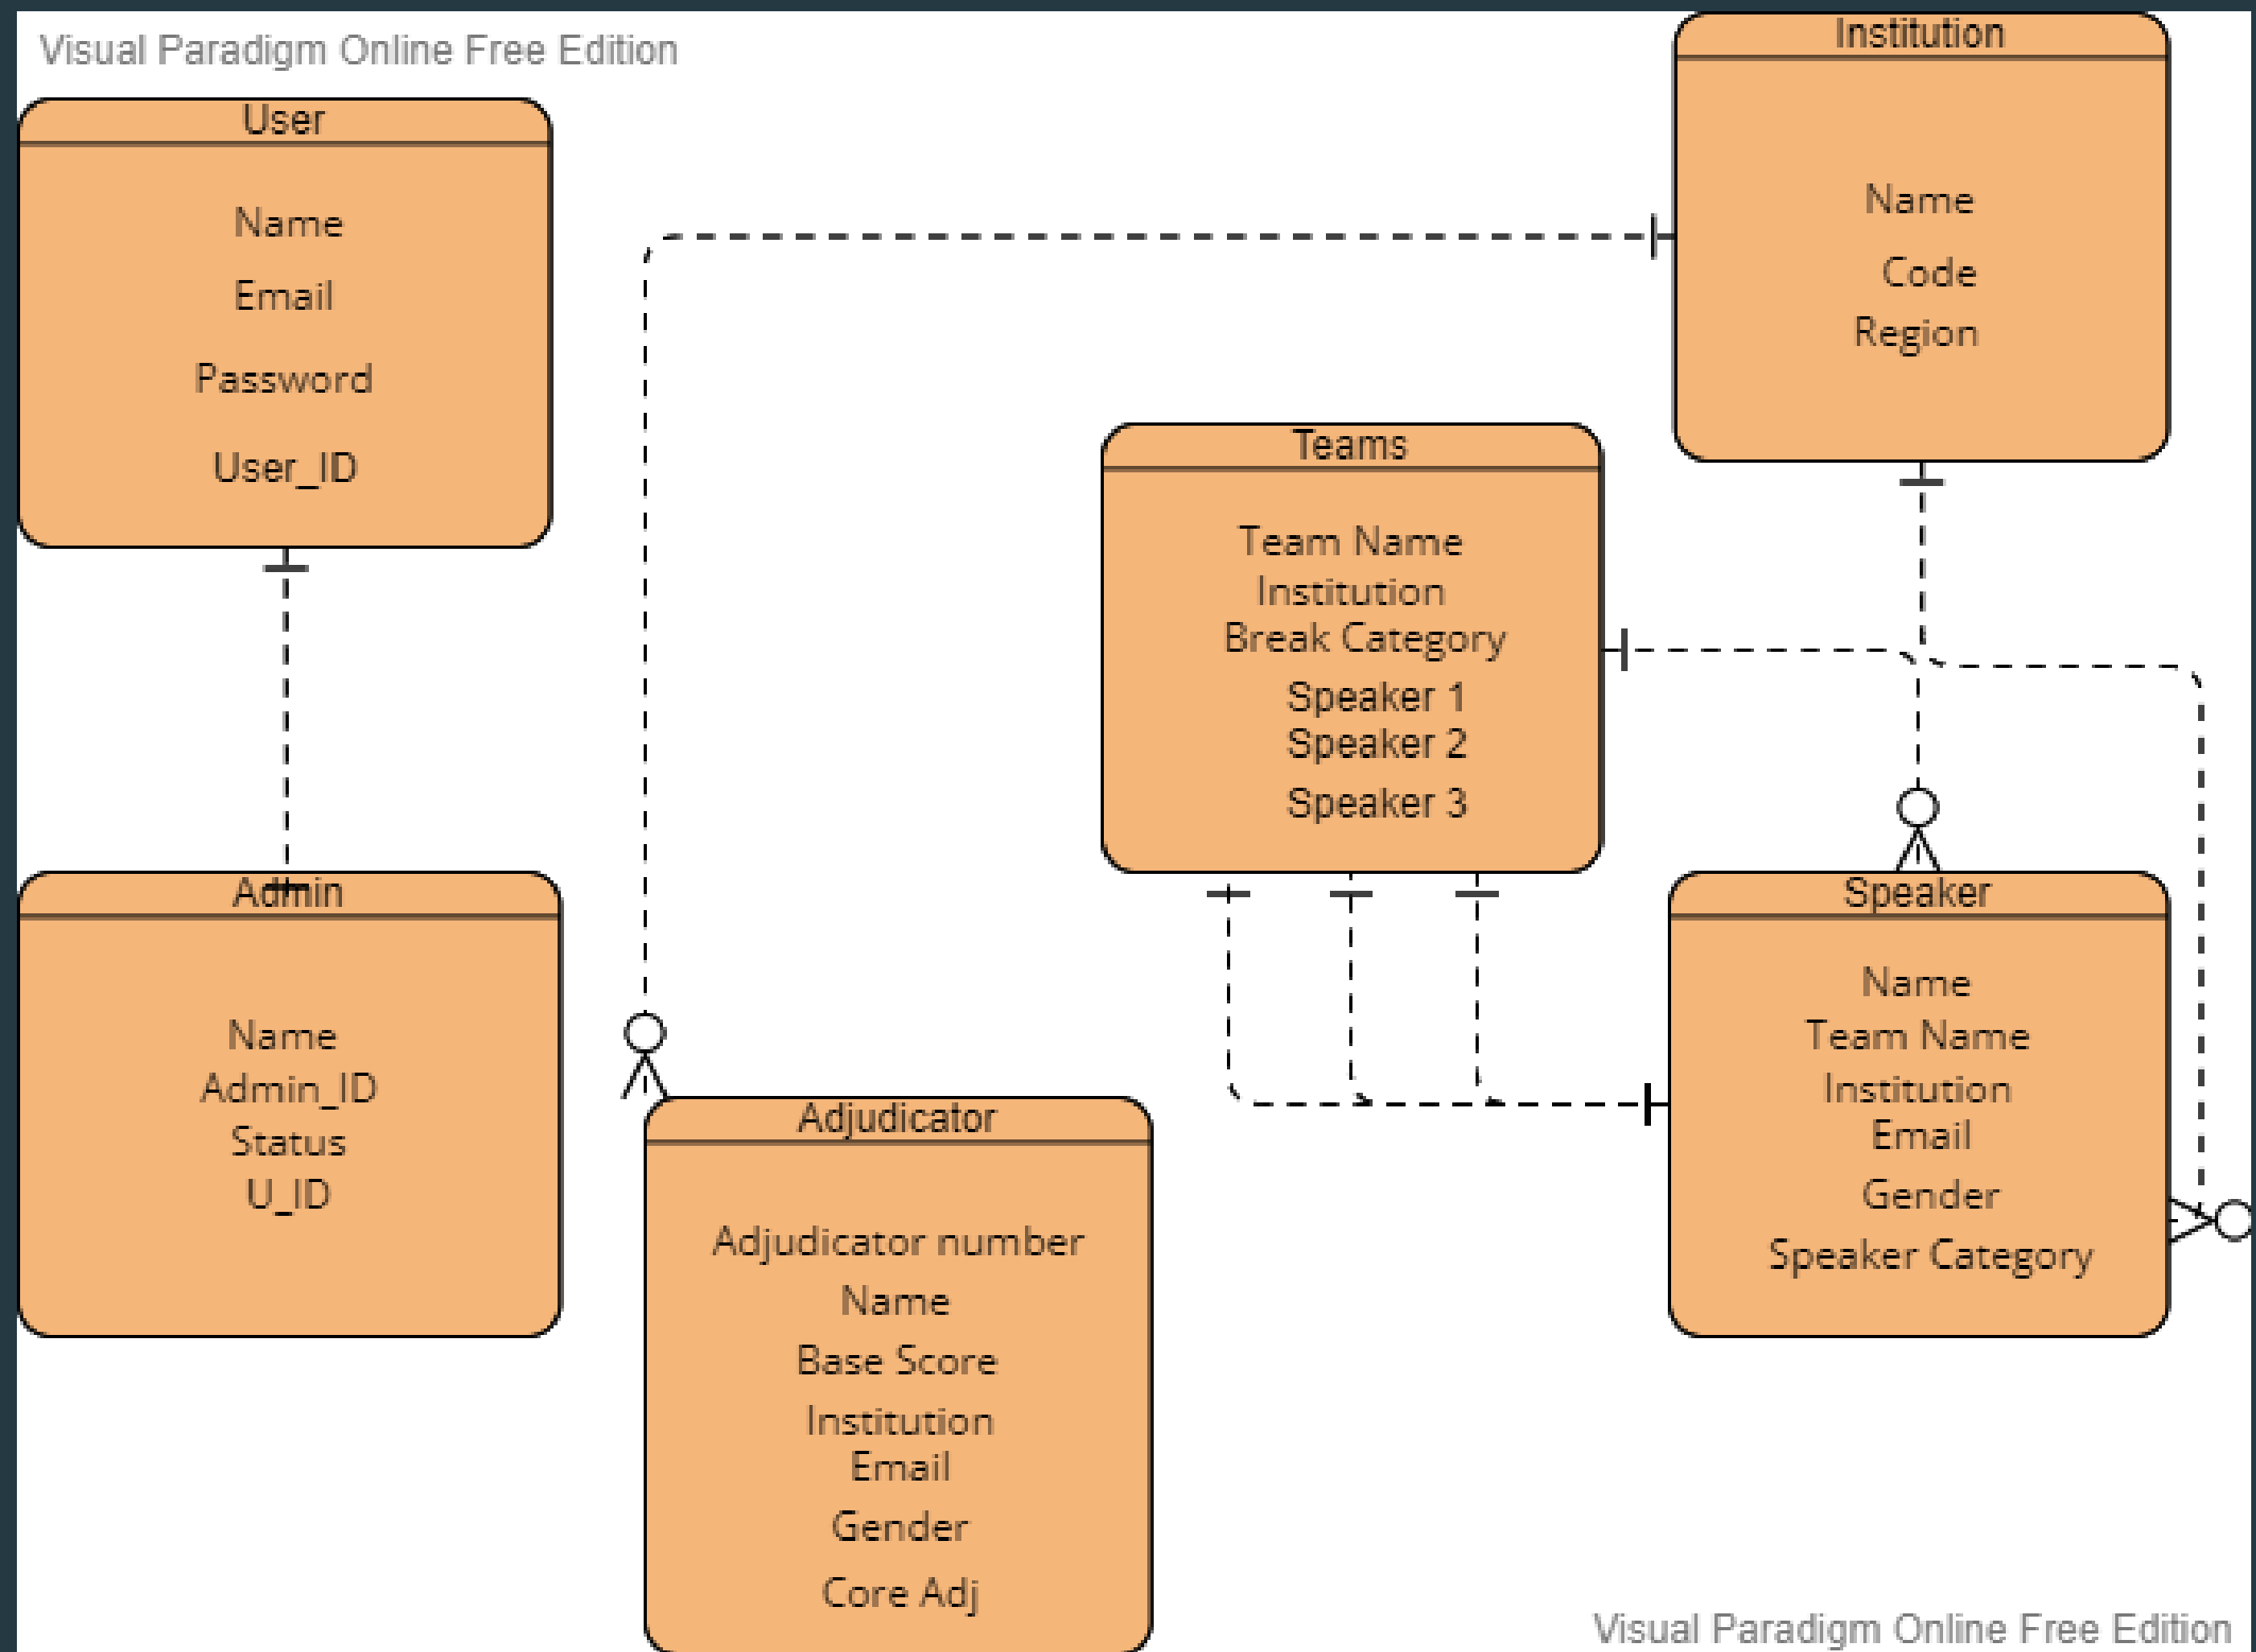 Visual Paradigm Online Free Edition
User
Name
Email
Password
User_ID
Institution
Name
Code
Region
Teams
Team Name
Institution
Break Category
Speaker 1
Speaker 2
Speaker 3
Admin
Name
Admin_ID
Status
U_ID
Speaker
Name
Team Name
Institution
Email
Gender
Speaker Category
Adjudicator
Adjudicator number
Name
Base Score
Institution
Email
Gender
Core Adj
Visual Paradigm Online Free Edition